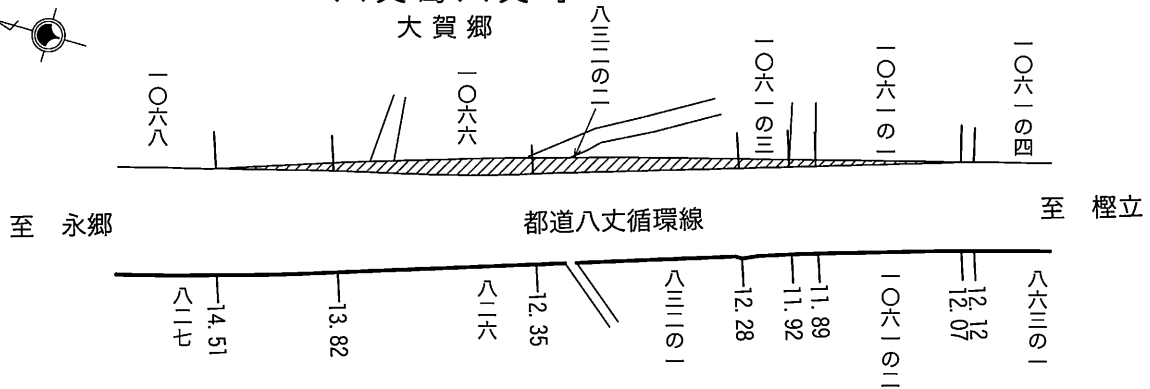 大賀郷
一〇六八
一〇六六
八三二の二
一〇六一の三
一〇六一の一
一〇六一の四
至 永郷
都道八丈循環線
至 樫立
八二七
14.51
13.82
八二六
12.35
八三二の一
12.28
11.92
11.89
一〇六一の二
12.07
12.12
八六三の一